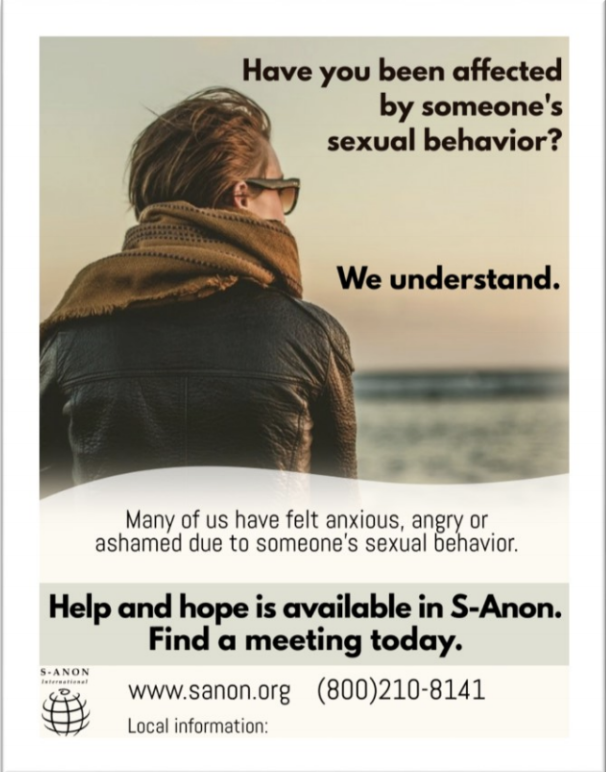 Have you been affected
by someone's
sexual behavior?
We understand.
Many of us have felt anxious, angry or
ashamed due to someone's sexual behavior.
Help and hope is available in S-Anon.
Find a meeting today.
S-ANON
International
www.sanon.org (800)210-8141
Local information: